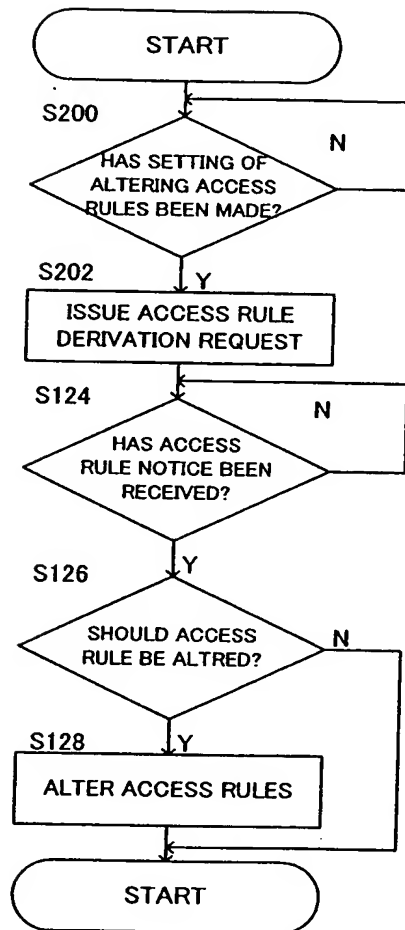 START
S200
N
HAS SETTING OF
ALTERING ACCESS
RULES BEEN MADE?
S202
Y
ISSUE ACCESS RULE
DERIVATION REQUEST
S124
N
HAS ACCESS
RULE NOTICE BEEN
RECEIVED?
S126
Y
SHOULD ACCESS
RULE BE ALTRED?
N
S128
Y
ALTER ACCESS RULES
START